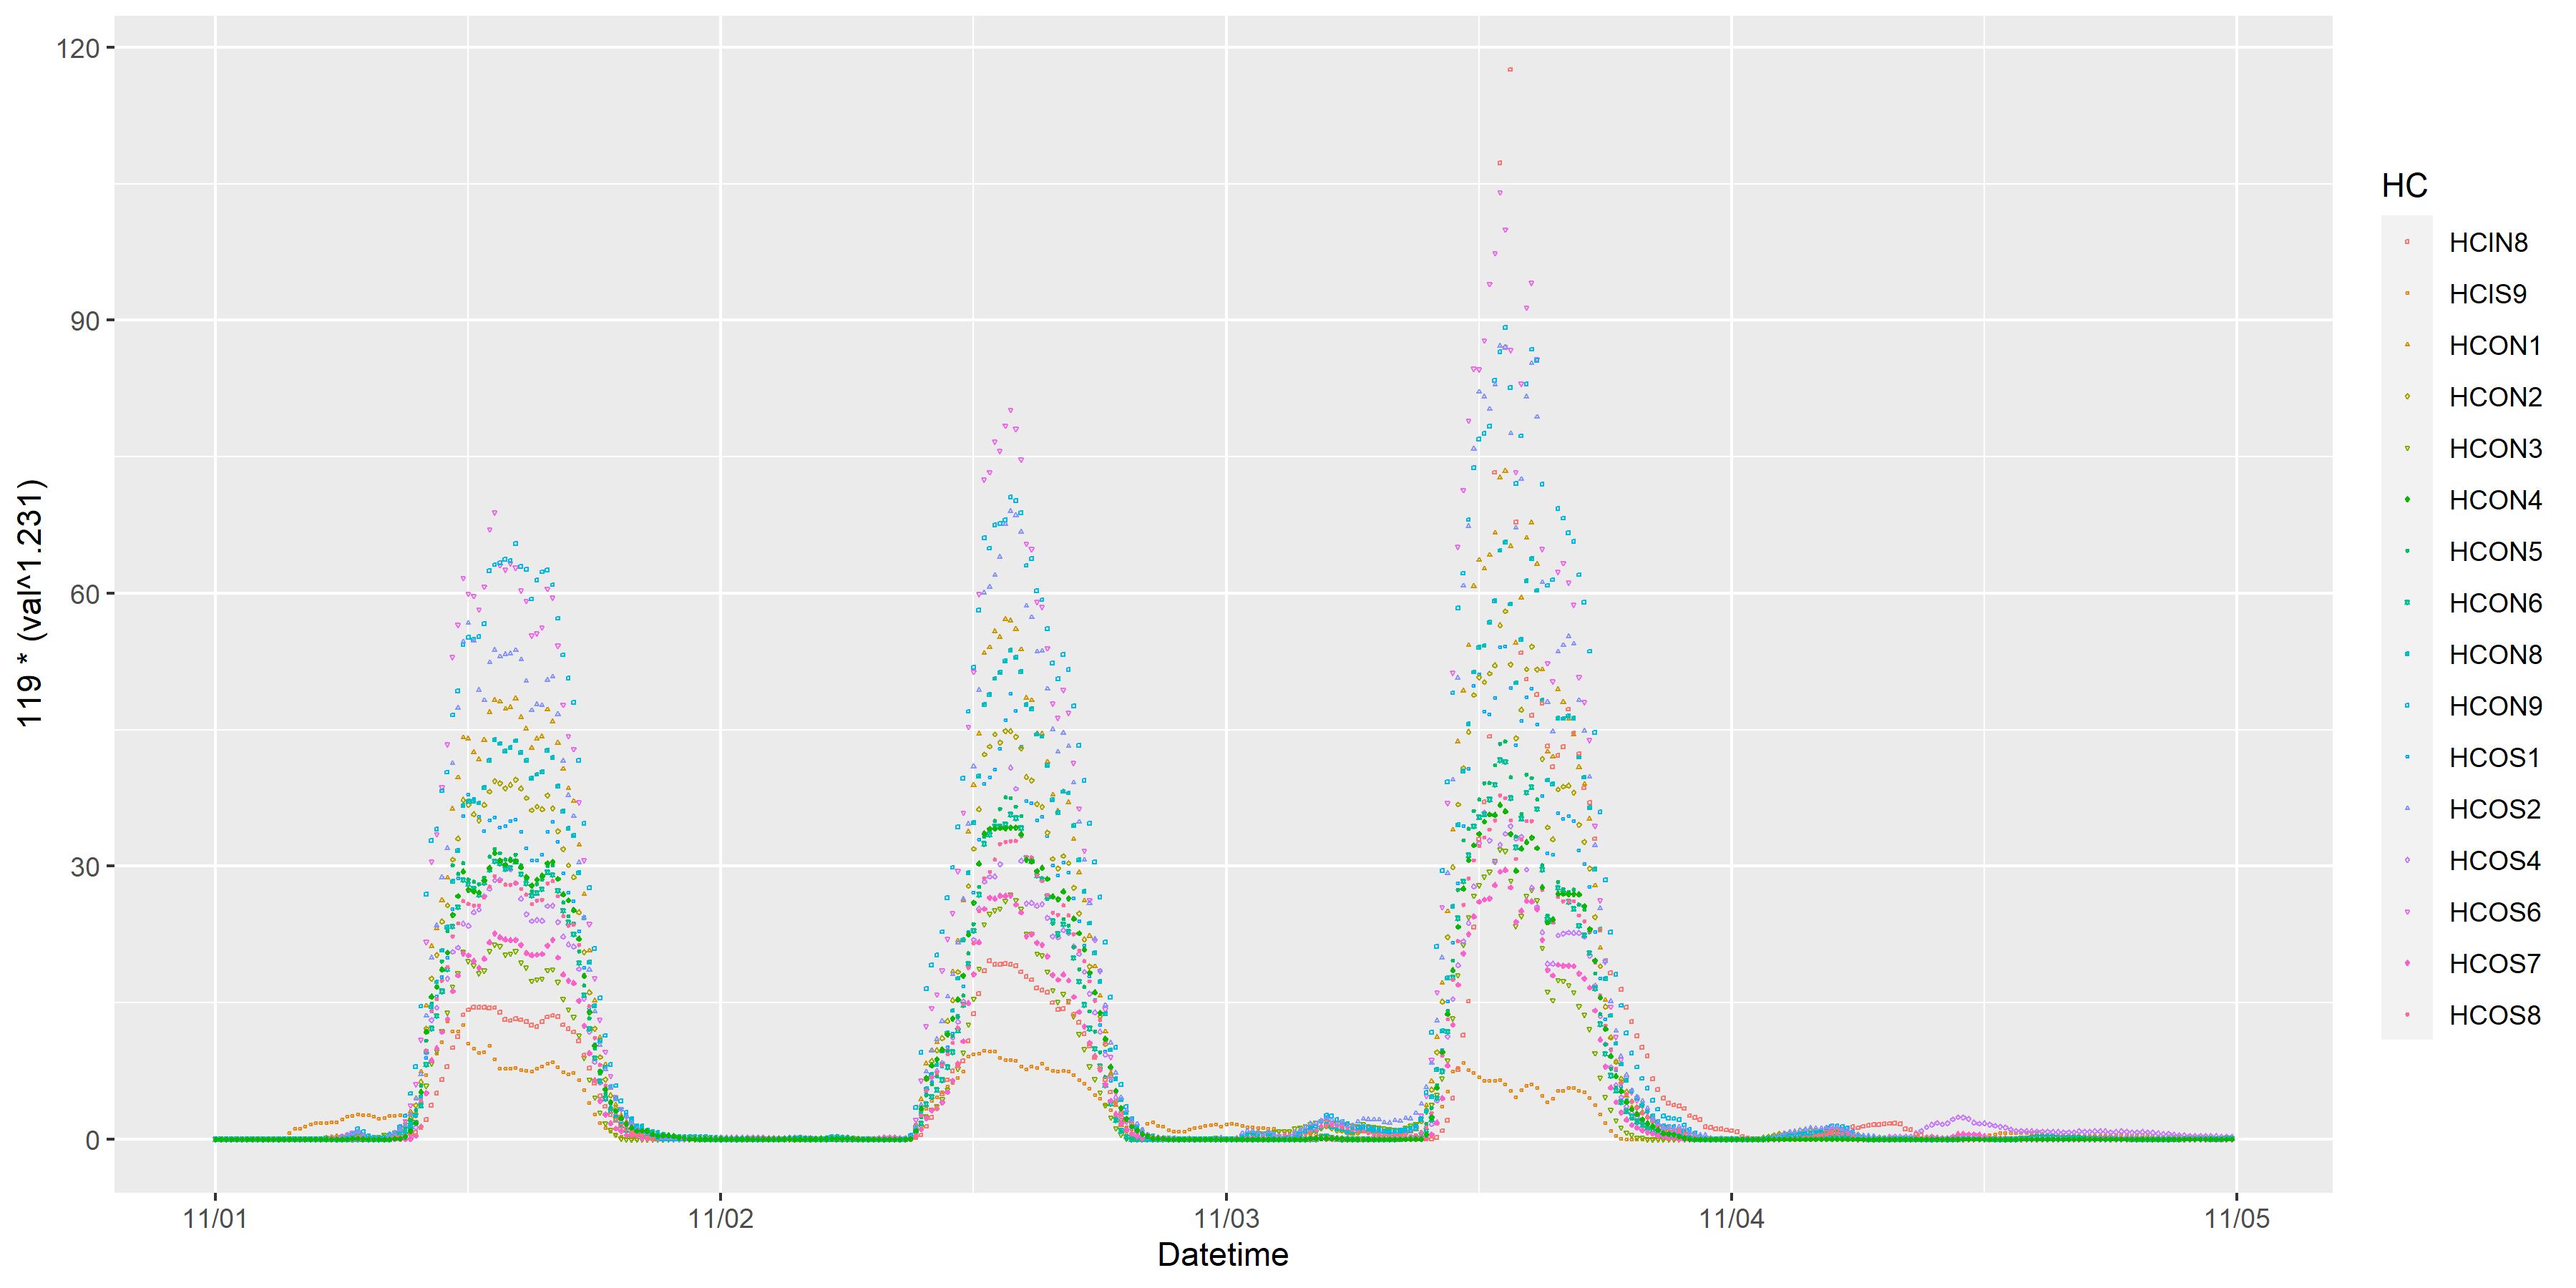 120
90
60
30
0
119 * (val^1.231)
11/01
11/02
11/03
11/04
11/05
Datetime
HC
HCIN8
HCIS9
HCON1
HCON2
HCON3
HCON4
HCON5
HCON6
HCON8
HCON9
HCOS1
HCOS2
HCOS4
HCOS6
HCOS7
HCOS8